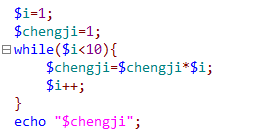 $i=1;
$chengji=1;
while($i<10){
$chengji=$chengji*$i;
$i++;
}
echo "$chengji";